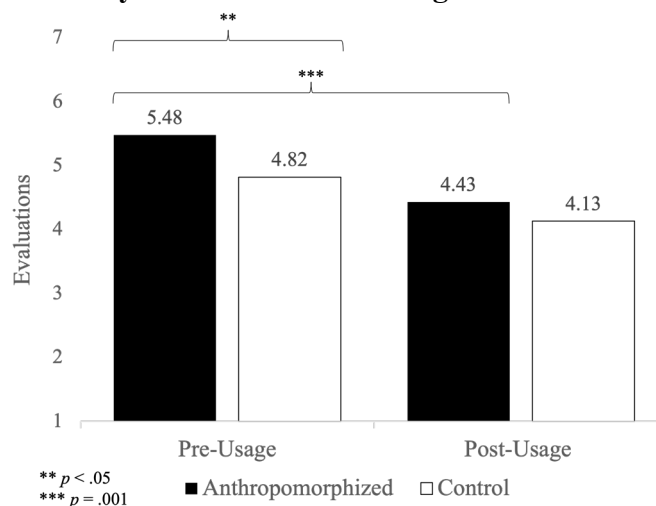 **
7
***
6
5.48
5
4.82
4.43
4.13
4
3
2
1
Evaluations
Pre-Usage
Post-Usage
** p < .05
*** p = .001
Anthropomorphized
Control